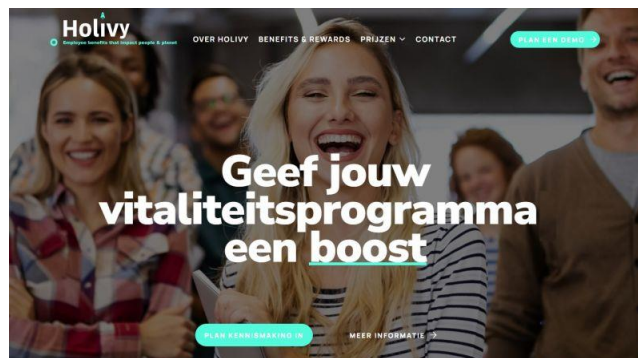 Holivy
Employee benefits that impact people & planet
OVER HOLIVY BENEFITS & REWARDS PRIJZEN CONTACT
PLAN EEN DEMO →
Geef jouw
vitaliteitsprogramma
een boost
PLAN KENNISMAKING IN
MEER INFORMATIE →